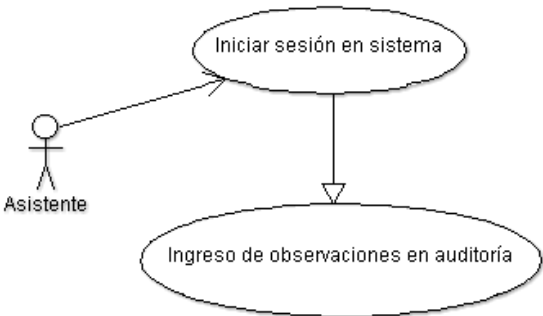 Iniciar sesión en sistema
Asistente
Ingreso de observaciones en auditoría